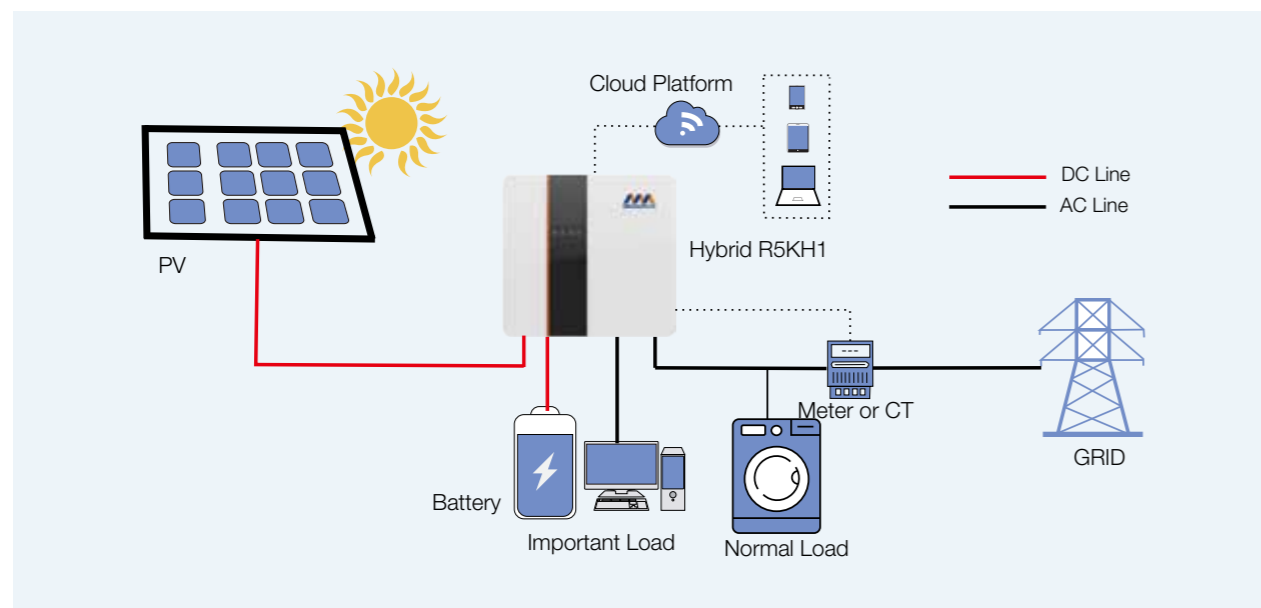 Cloud Platform
DC Line
AC Line
Hybrid R5KH1
PV
Meter or CT
GRID
Battery
Important Load
Normal Load